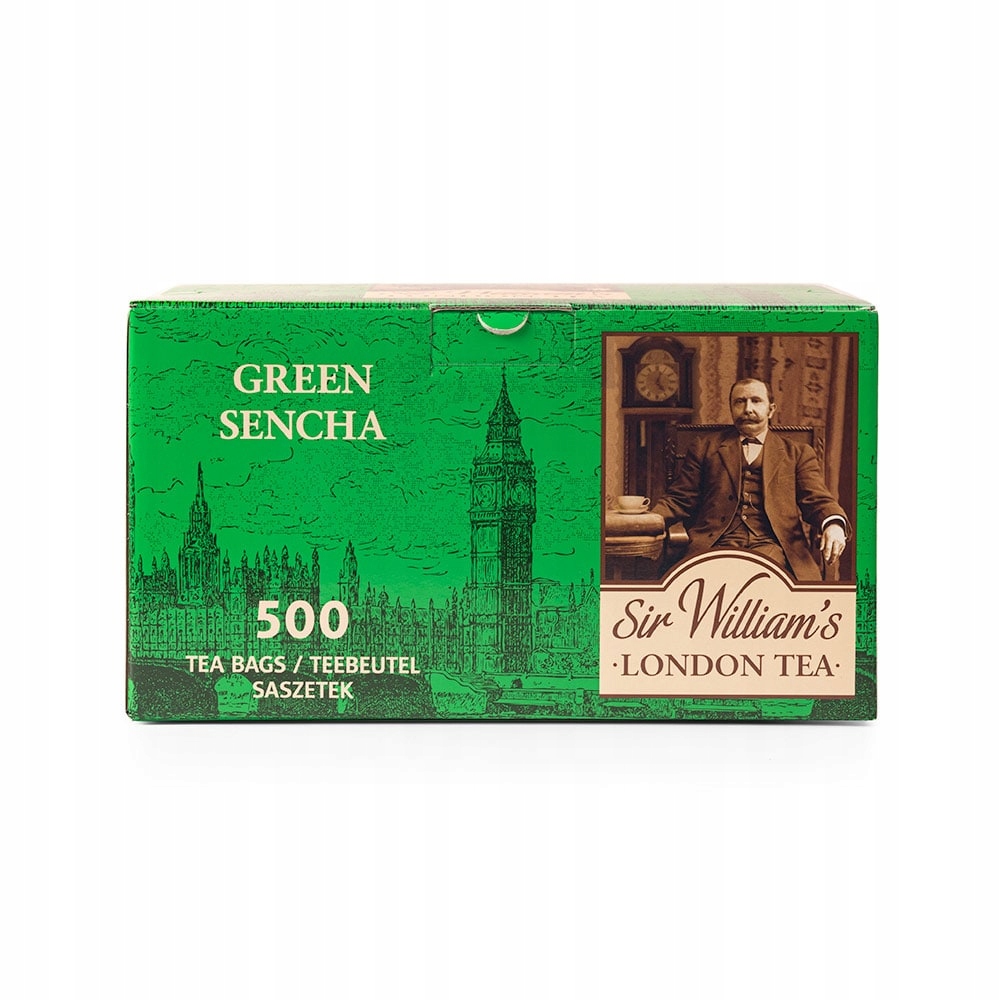 GREEN
SENCHA
500
TEA BAGS / TEEBEUTEL
SASZETEK
Sir William's
·LONDON TEA·